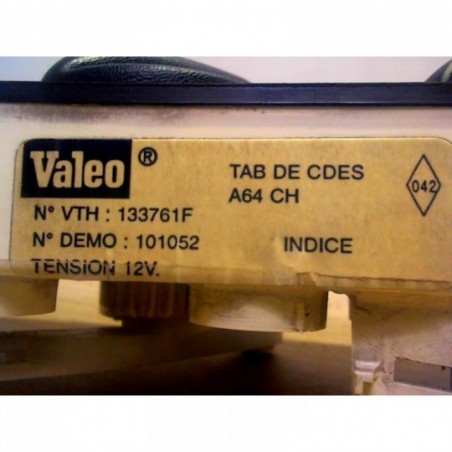 Valeo ® TAB DE CDES
A64 CH
042
N° VTH : 133761F
N° DEMO : 101052 INDICE
TENSION 12V.